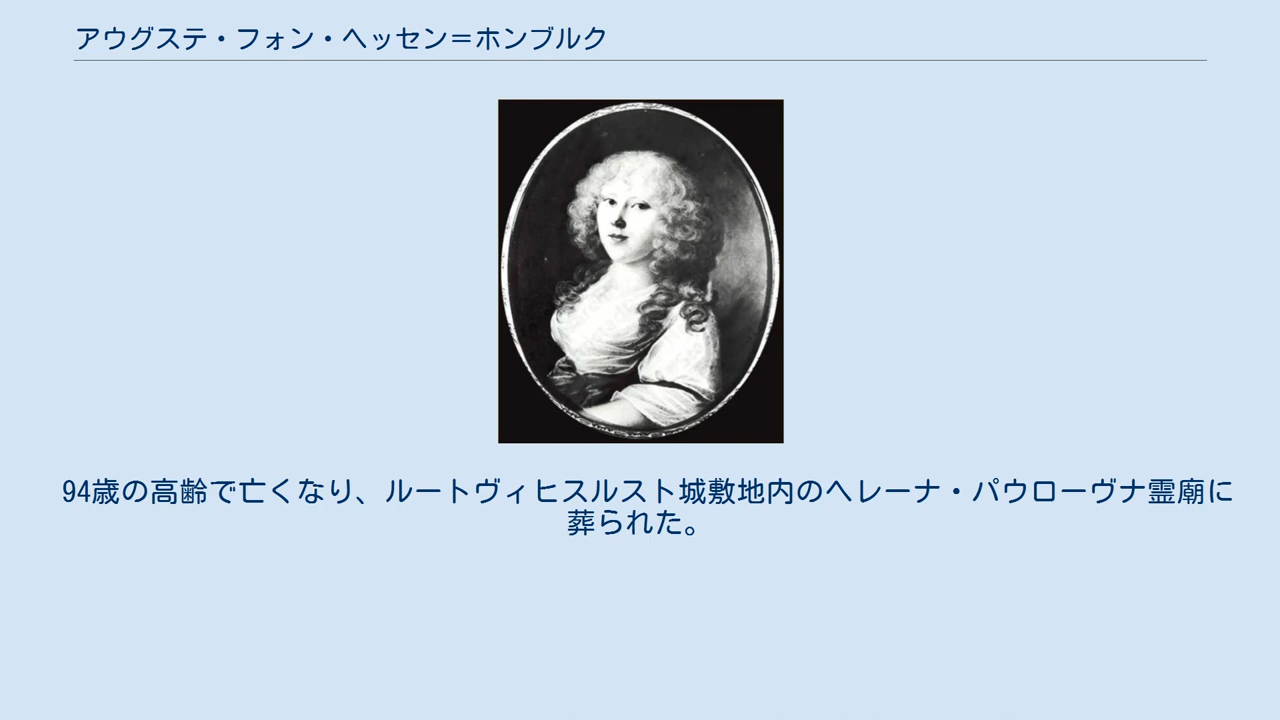 アウグステ・フォン・ヘッセン＝ホンブルク
94歳の高齢で亡くなり、ルートヴィヒスルスト城敷地内のヘレーナ・パウローヴナ霊廟に
葬られた。